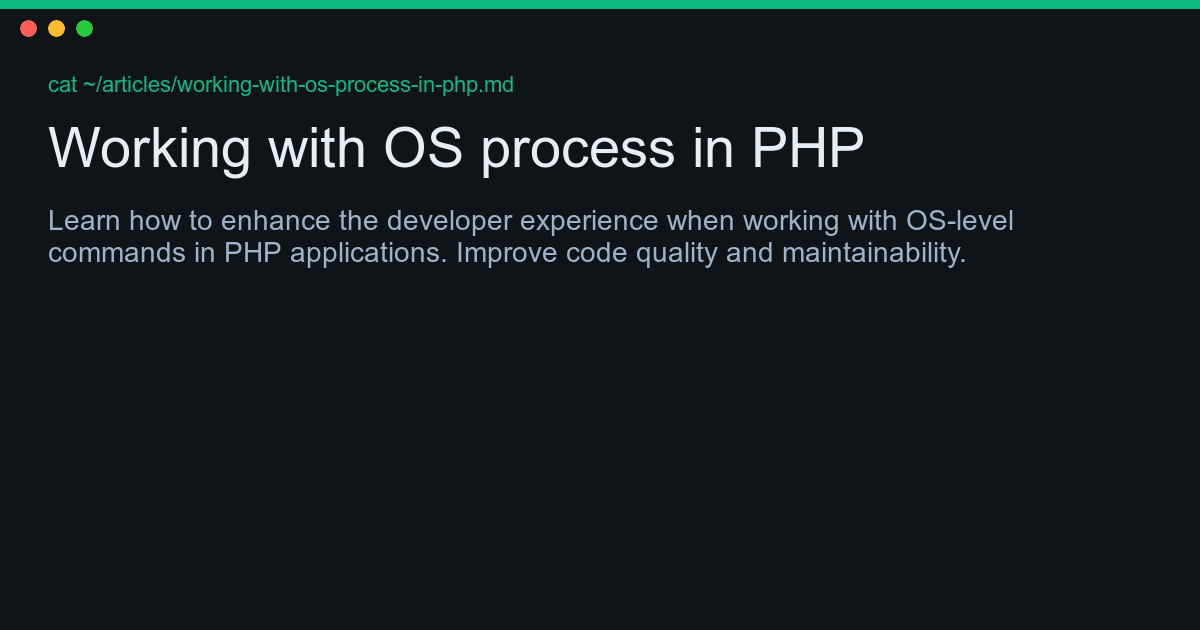 cat ~/articles/working-with-os-process-in-php.md
Working with OS process in PHP
Learn how to enhance the developer experience when working with OS-level
commands in PHP applications. Improve code quality and maintainability.